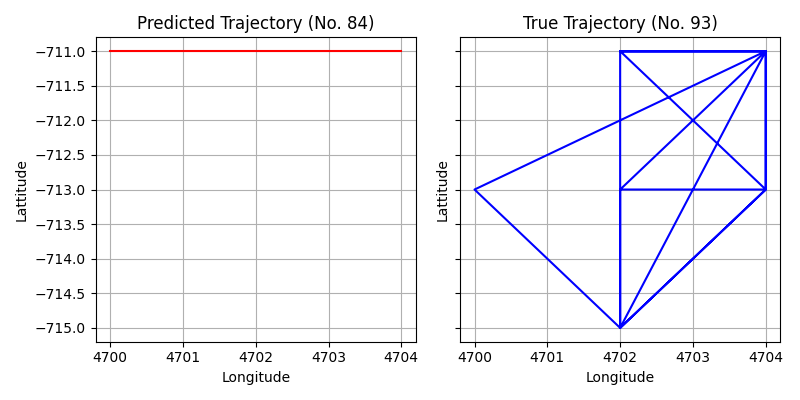 Predicted Trajectory (No. 84)
−711.0
−711.5
−712.0
−712.5
−713.0
−713.5
−714.0
−714.5
−715.0
Lattitude
4700 4701 4702 4703 4704
Longitude
True Trajectory (No. 93)
Lattitude
4700 4701 4702 4703 4704
Longitude